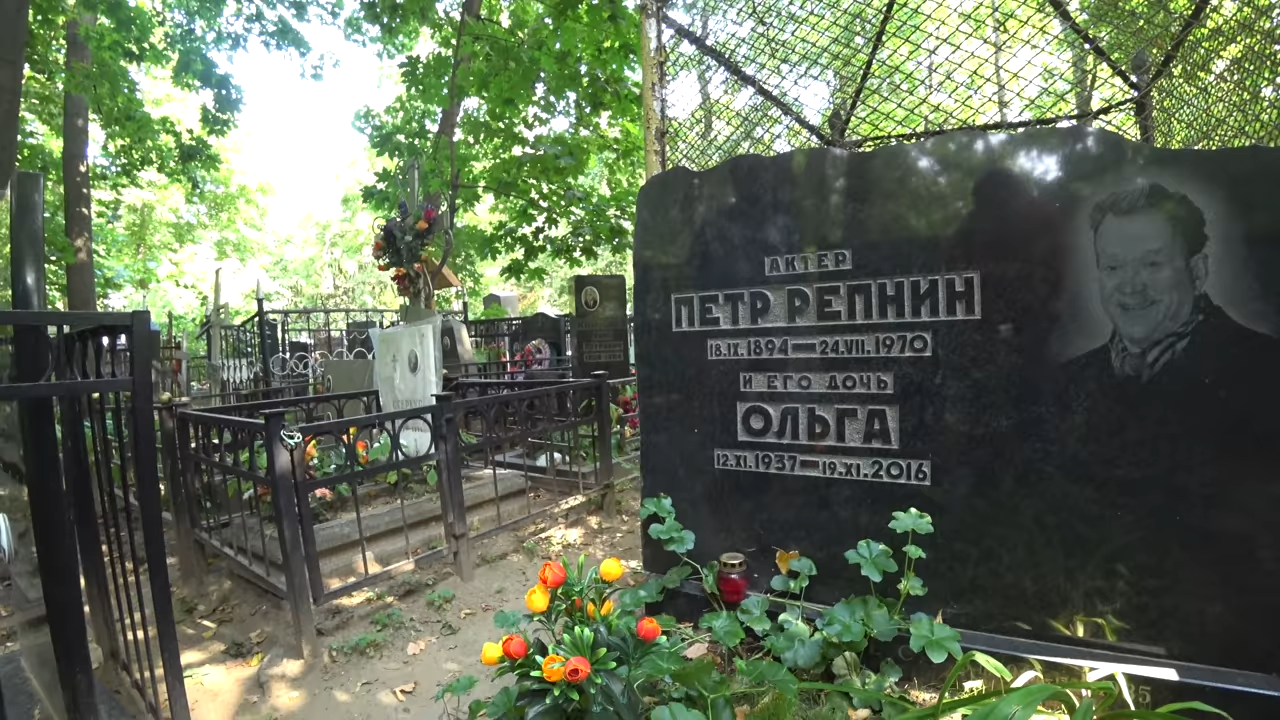 АКТЕР
ПЕТР РЕПНИН
18.IX.1894—24.VII.1970
И ЕГО ДОЧЬ
ОЛЬГА
12.XI.1937—19.XI.2016